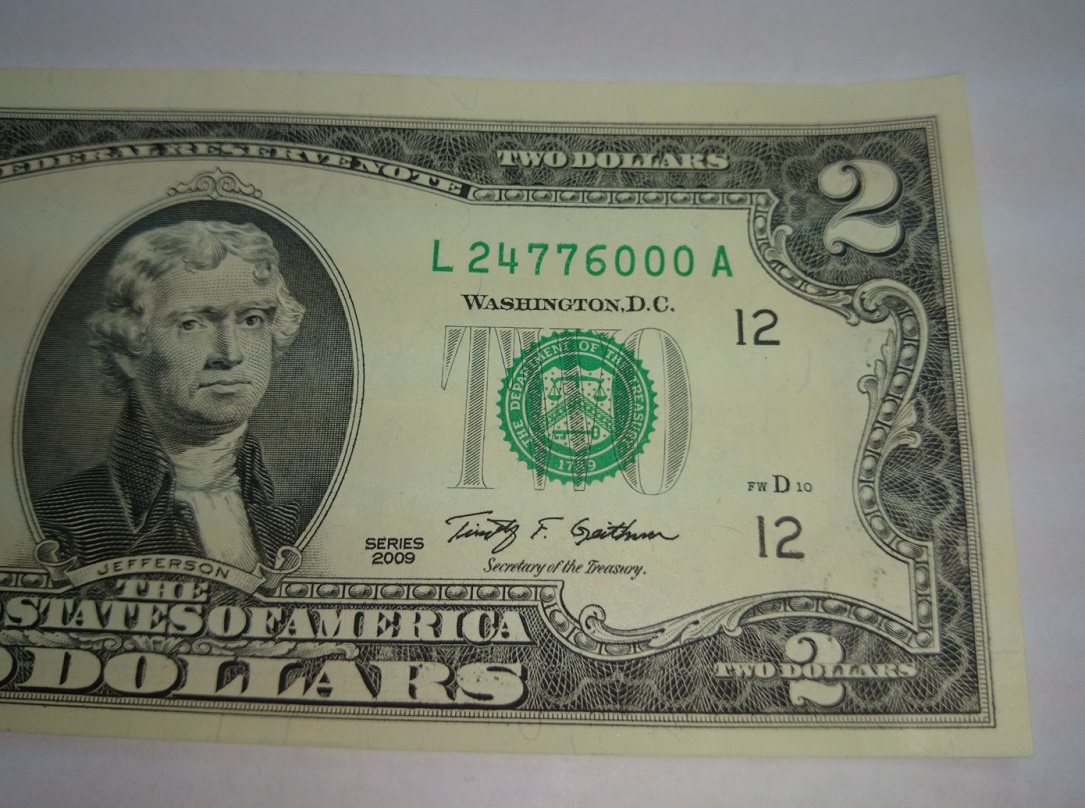 FEDERAL RESERVE NOTE
TWO DOLLARS
2
L 24776000 A
WASHINGTON, D.C.
12
TWO
THE DEPARTMENT OF THE TREASURY
1789
FW D 10
12
SERIES
2009
Timothy F. Geithner
Secretary of the Treasury.
JEFFERSON
THE
STATES OF AMERICA
DOLLARS
TWO DOLLARS
2